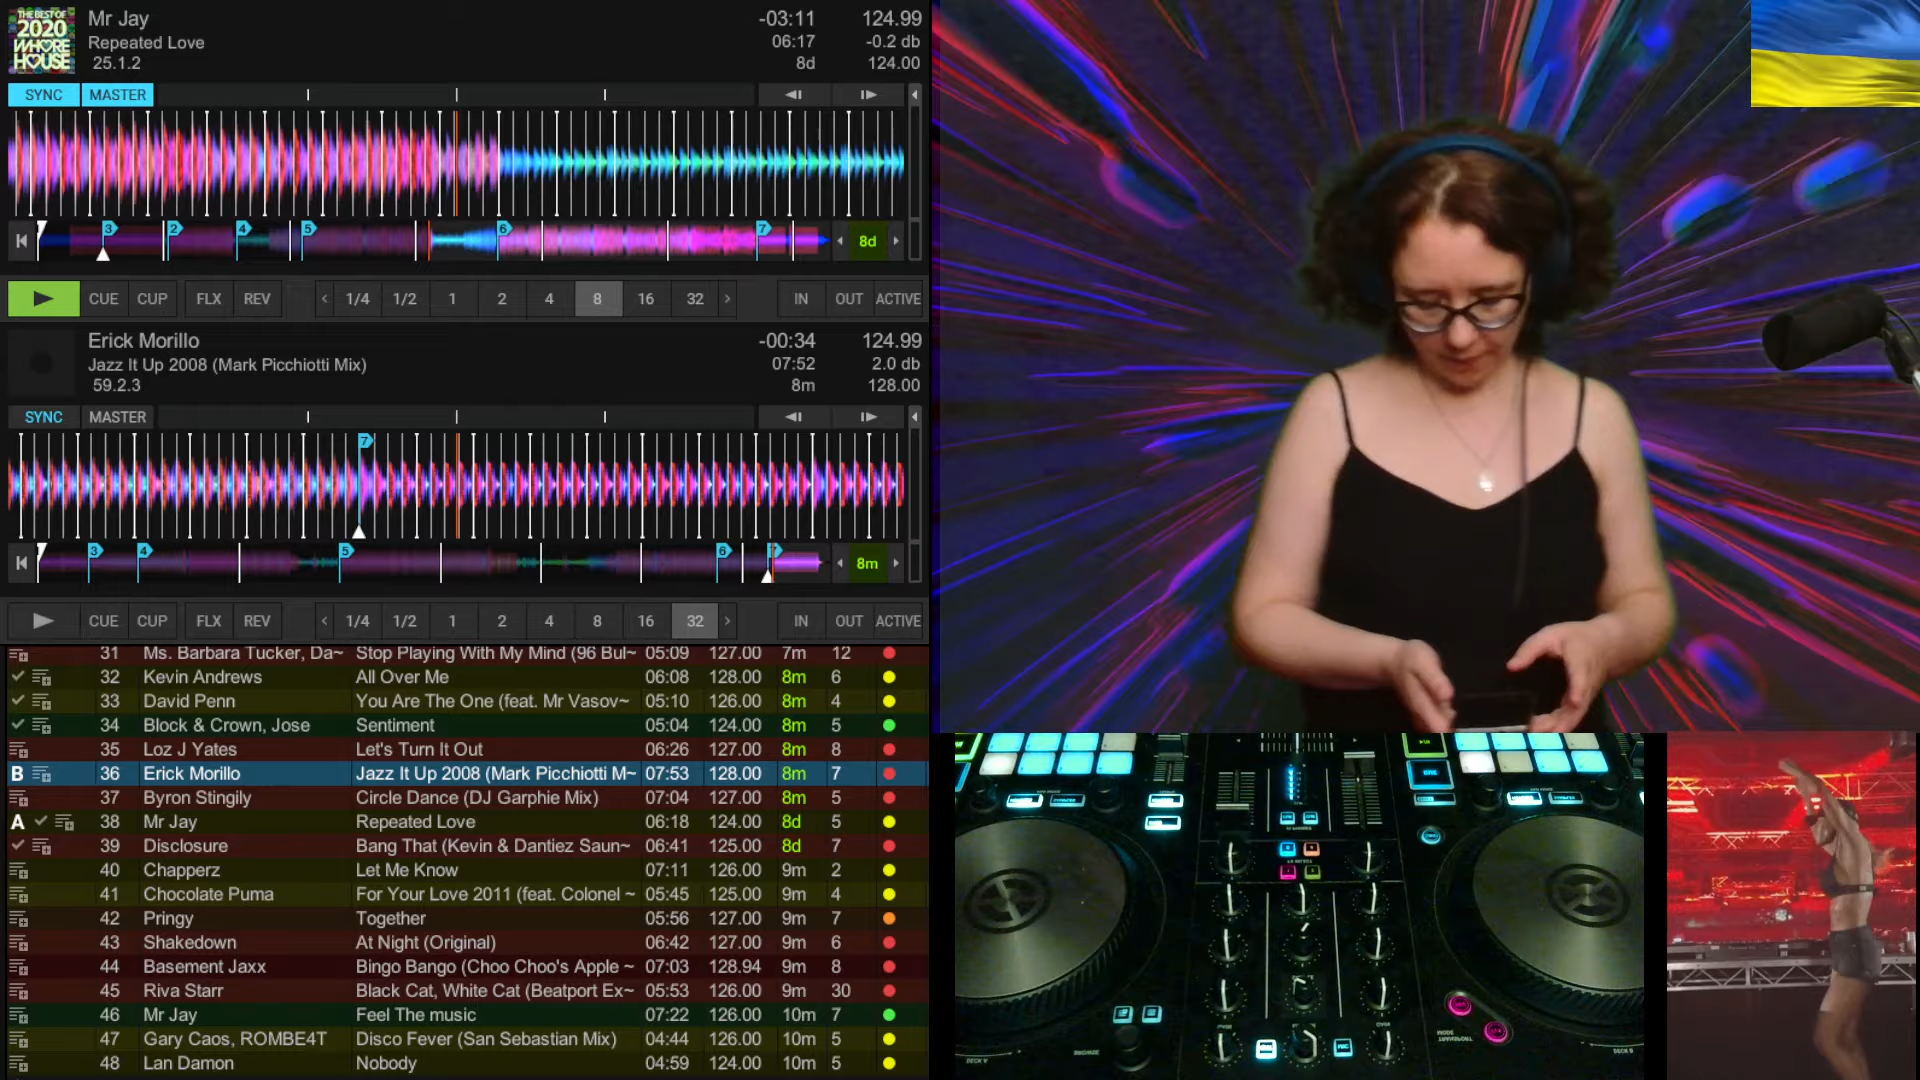 THE BEST OF
2020
WHORE
HOUSE
Mr Jay
Repeated Love
25.1.2
-03:11 124.99
06:17 -0.2 db
8d 124.00
SYNC MASTER
3 2 4 5 6 7
8d
CUE CUP FLX REV 1/4 1/2 1 2 4 8 16 32 IN OUT ACTIVE
Erick Morillo
Jazz It Up 2008 (Mark Picchiotti Mix)
59.2.3
-00:34 124.99
07:52 2.0 db
8m 128.00
SYNC MASTER
7
3 4 5 6
8m
CUE CUP FLX REV 1/4 1/2 1 2 4 8 16 32 IN OUT ACTIVE
31 Ms. Barbara Tucker, Da~ Stop Playing With My Mind (96 Bul~ 05:09 127.00 7m 12
32 Kevin Andrews All Over Me 06:08 128.00 8m 6
33 David Penn You Are The One (feat. Mr Vasov~ 05:10 126.00 8m 4
34 Block & Crown, Jose Sentiment 05:04 124.00 8m 5
35 Loz J Yates Let's Turn It Out 06:26 127.00 8m 8
B 36 Erick Morillo Jazz It Up 2008 (Mark Picchiotti M~ 07:53 128.00 8m 7
37 Byron Stingily Circle Dance (DJ Garphie Mix) 07:04 127.00 8m 5
A 38 Mr Jay Repeated Love 06:18 124.00 8d 5
39 Disclosure Bang That (Kevin & Dantiez Saun~ 06:41 125.00 8d 7
40 Chapperz Let Me Know 07:11 126.00 9m 2
41 Chocolate Puma For Your Love 2011 (feat. Colonel ~ 05:45 125.00 9m 4
42 Pringy Together 05:56 127.00 9m 7
43 Shakedown At Night (Original) 06:42 127.00 9m 6
44 Basement Jaxx Bingo Bango (Choo Choo's Apple ~ 07:03 128.94 9m 8
45 Riva Starr Black Cat, White Cat (Beatport Ex~ 05:53 126.00 9m 30
46 Mr Jay Feel The music 07:22 126.00 10m 7
47 Gary Caos, ROMBE4T Disco Fever (San Sebastian Mix) 04:44 126.00 10m 5
48 Lan Damon Nobody 04:59 124.00 10m 5
DECK A
DECK B